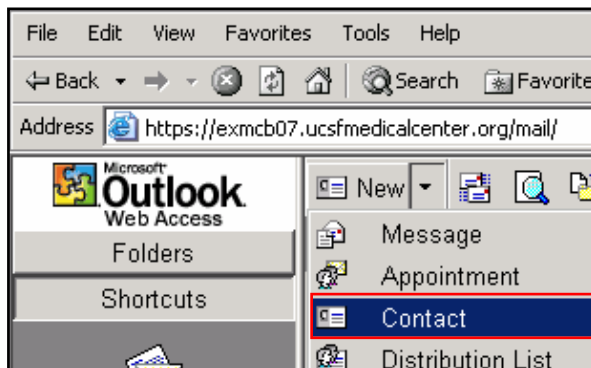 File Edit View Favorites Tools Help
Back Search Favorite
Address https://exmcb07.ucsfmedicalcenter.org/mail/
Microsoft
Outlook
Web Access
New
Folders
Message
Appointment
Shortcuts
Contact
Distribution List